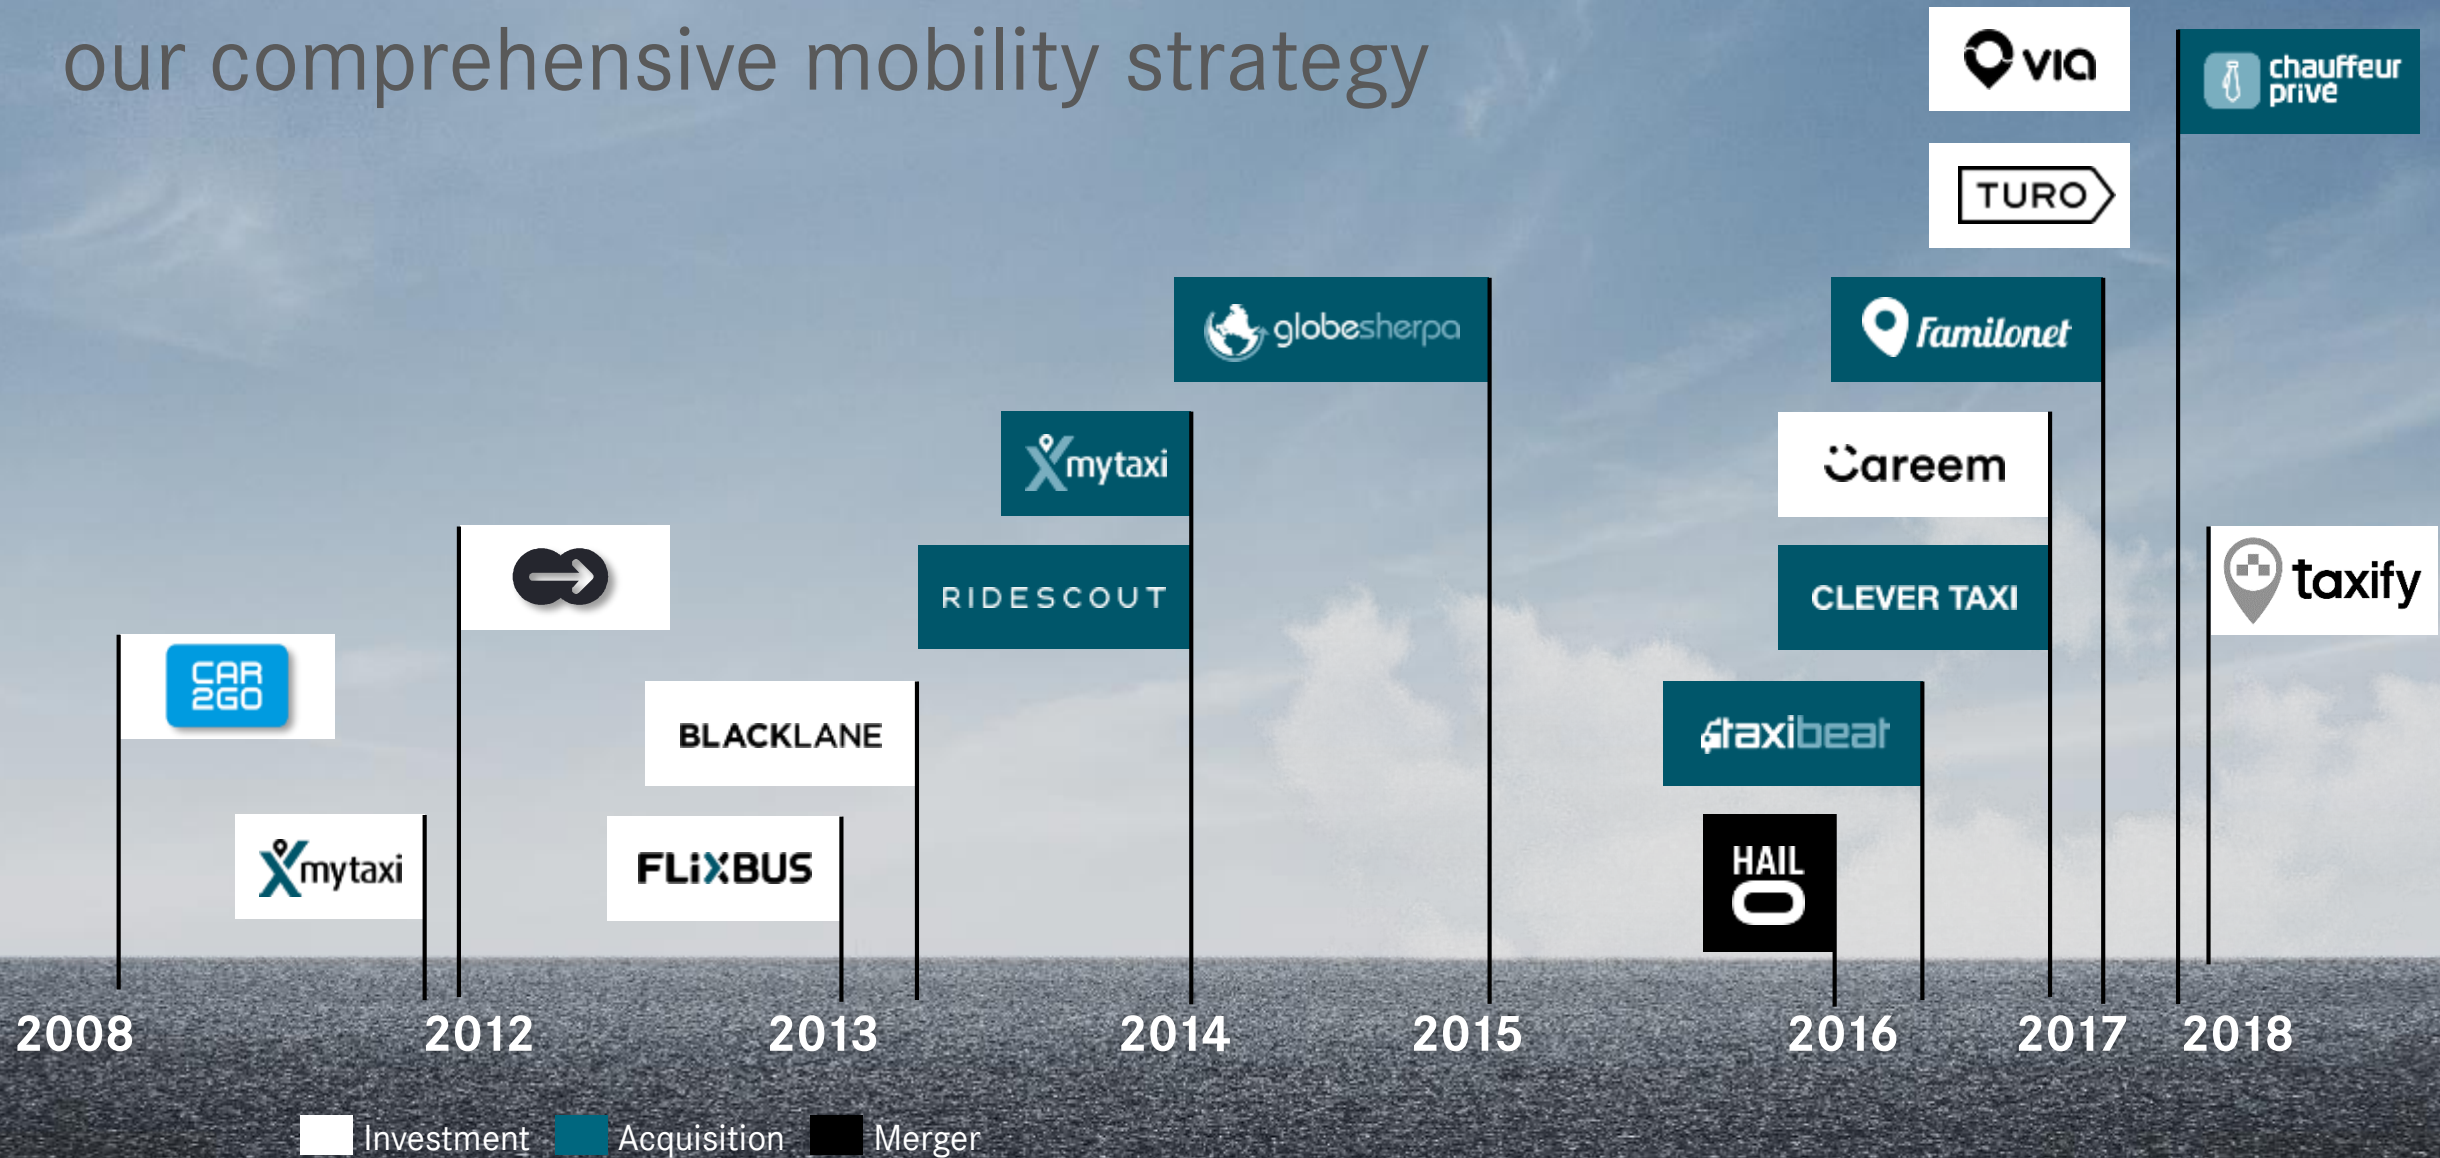 our comprehensive mobility strategy
via
chauffeur
privé
TURO
globesherpa
Familonet
mytaxi
careem
RIDESCOUT
CLEVER TAXI
taxify
CAR
2GO
BLACKLANE
taxibeat
mytaxi
FLiXBUS
HAIL
O
2008
2012
2013
2014
2015
2016
2017
2018
Investment
Acquisition
Merger